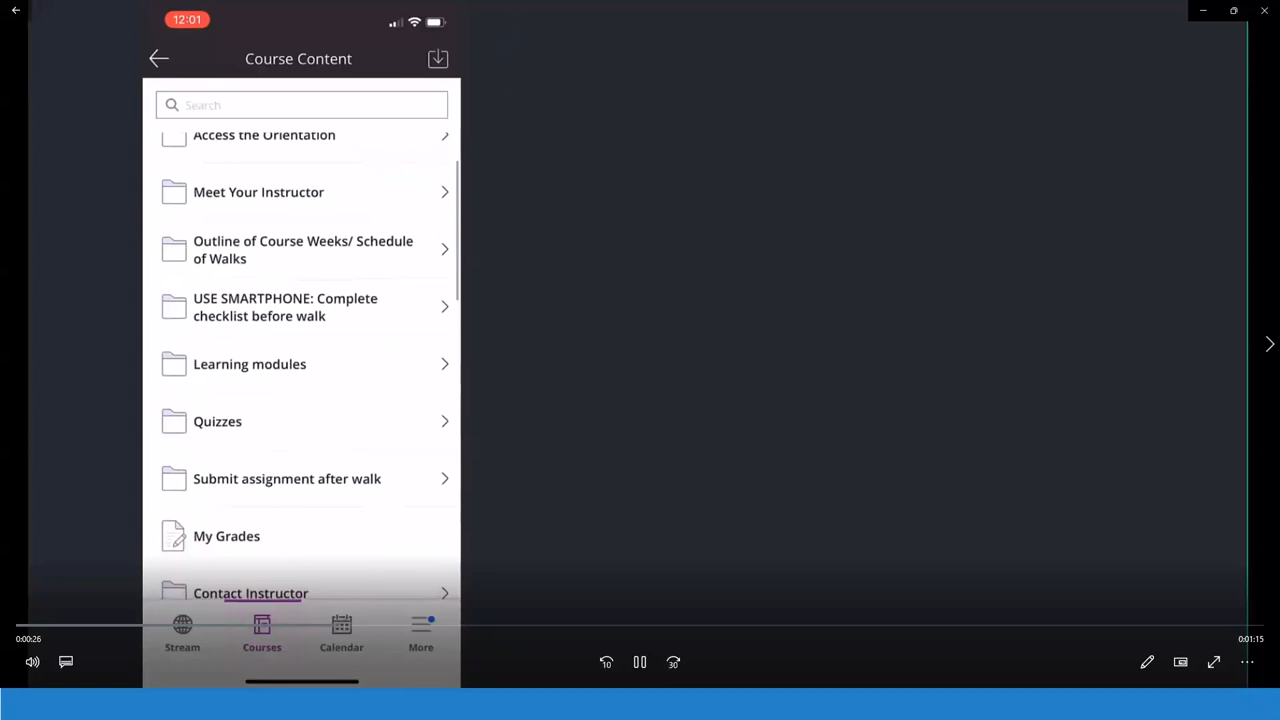 12:01
Course Content
Search
Access the Orientation
Meet Your Instructor
Outline of Course Weeks/ Schedule
of Walks
USE SMARTPHONE: Complete
checklist before walk
Learning modules
Quizzes
Submit assignment after walk
My Grades
Contact Instructor
Stream
Courses
Calendar
More
0:00:26
0:01:15
10
30